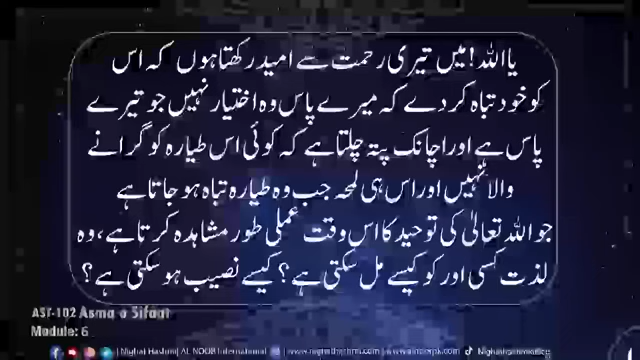 یا اللہ! میں تیری رحمت سے امید رکھتا ہوں کہ اس
کو خود تباہ کر دے کہ میرے پاس وہ اختیار نہیں جو تیرے
پاس ہے اور اچانک پتہ چلتا ہے کہ کوئی اس طیارہ کو گرانے
والا نہیں اور اس ہی لمحہ جب وہ طیارہ تباہ ہو جاتا ہے
جو اللہ تعالیٰ کی توحید کا اس وقت عملی طور مشاہدہ کرتا ہے، وہ
لذت کسی اور کو کیسے مل سکتی ہے؟ کیسے نصیب ہو سکتی ہے؟
AST-102 Asma o Sifaat
Module: 6
Nighat Hashmi| AL NOOR International